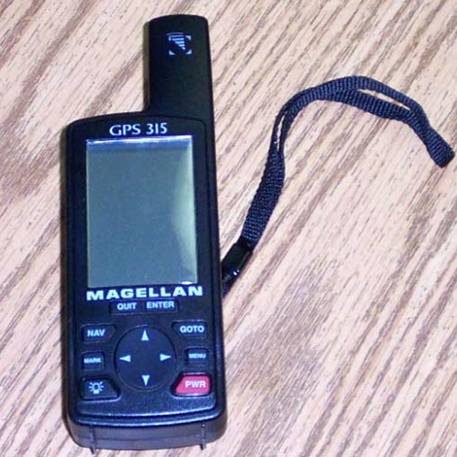 GPS 315
MAGELLAN
QUIT ENTER
NAV GOTO
MARK MENU
PWR